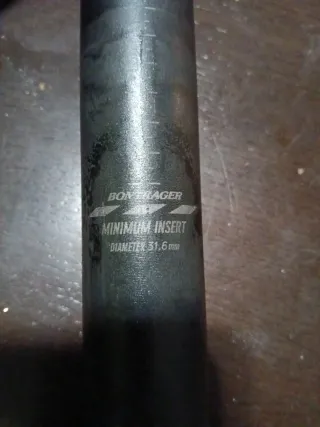 BONTRAGER
MINIMUM INSERT
DIAMETER 31.6mm